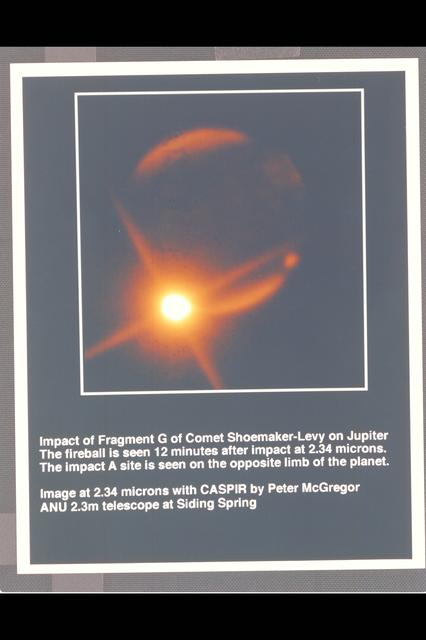 Impact of Fragment G of Comet Shoemaker-Levy on Jupiter
The fireball is seen 12 minutes after impact at 2.34 microns.
The impact A site is seen on the opposite limb of the planet.
Image at 2.34 microns with CASPIR by Peter McGregor
ANU 2.3m telescope at Siding Spring